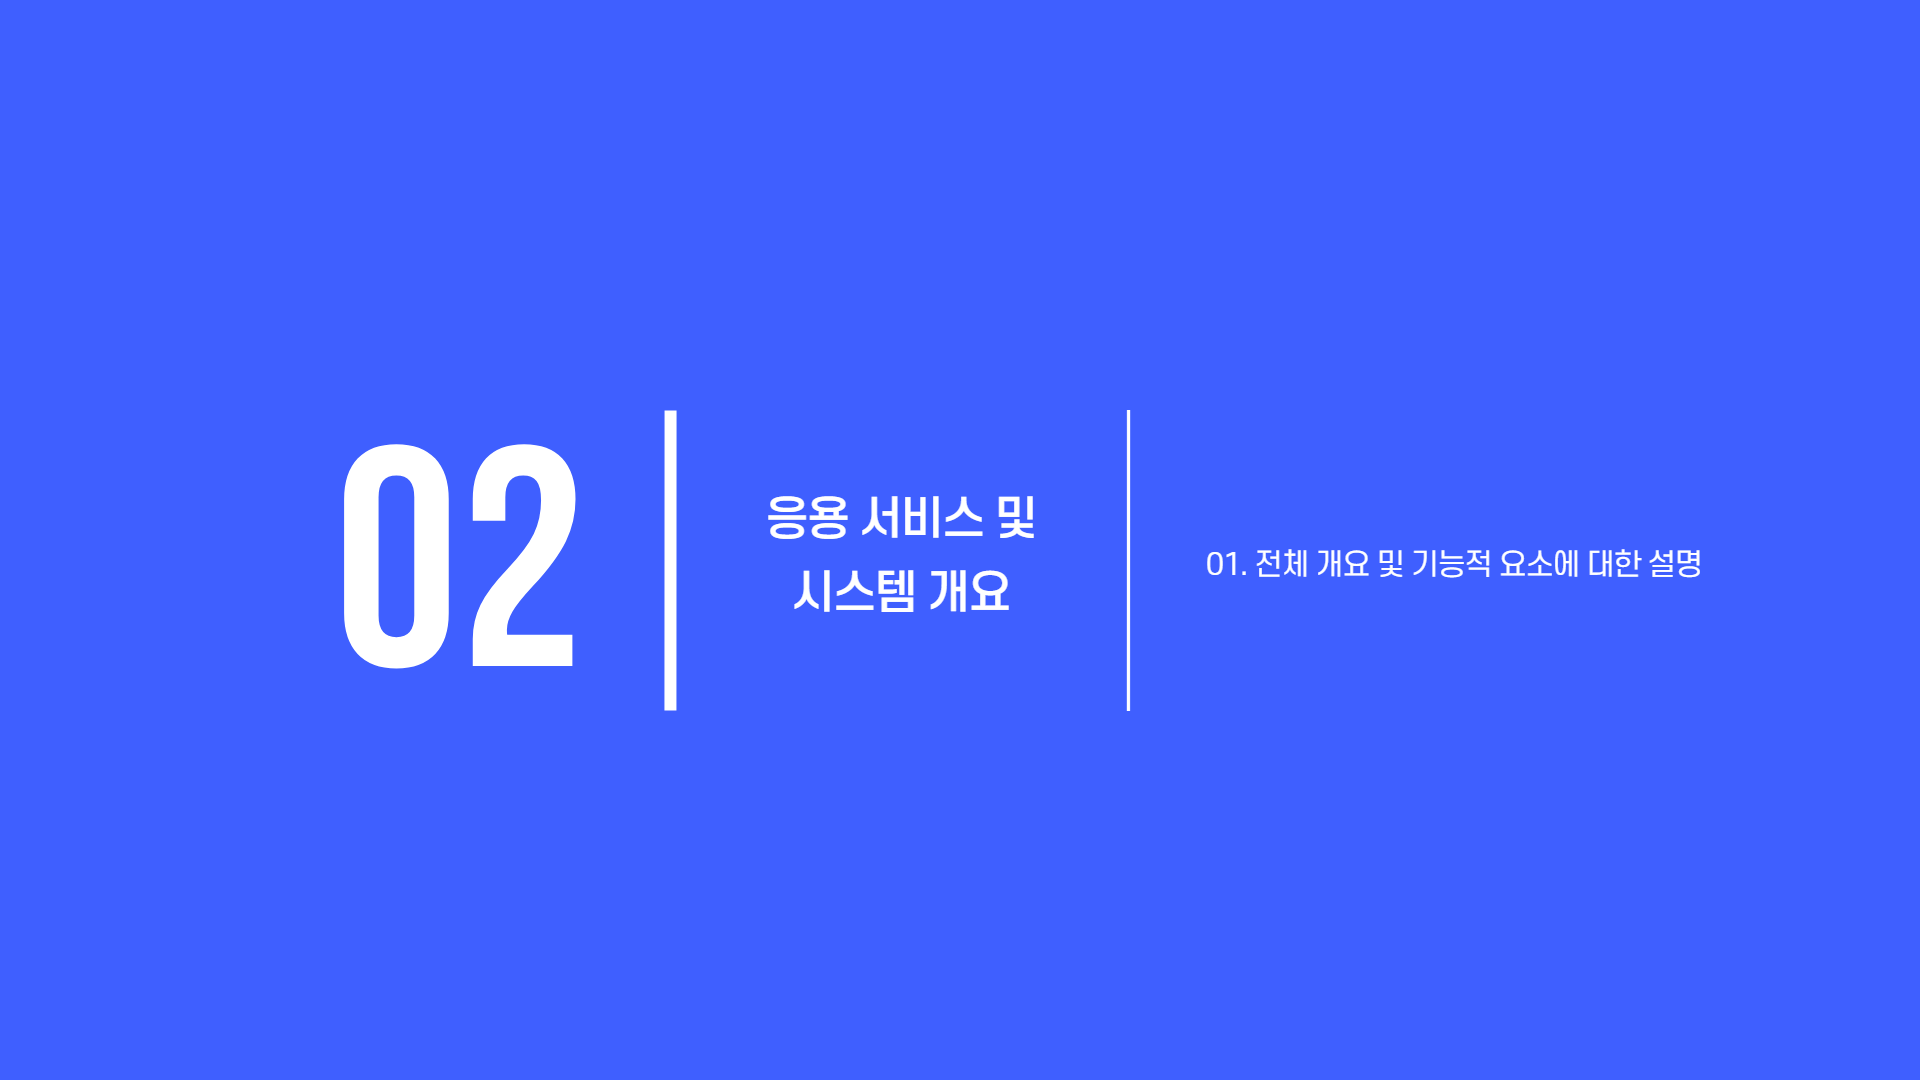 02
응용 서비스 및
시스템 개요
01. 전체 개요 및 기능적 요소에 대한 설명